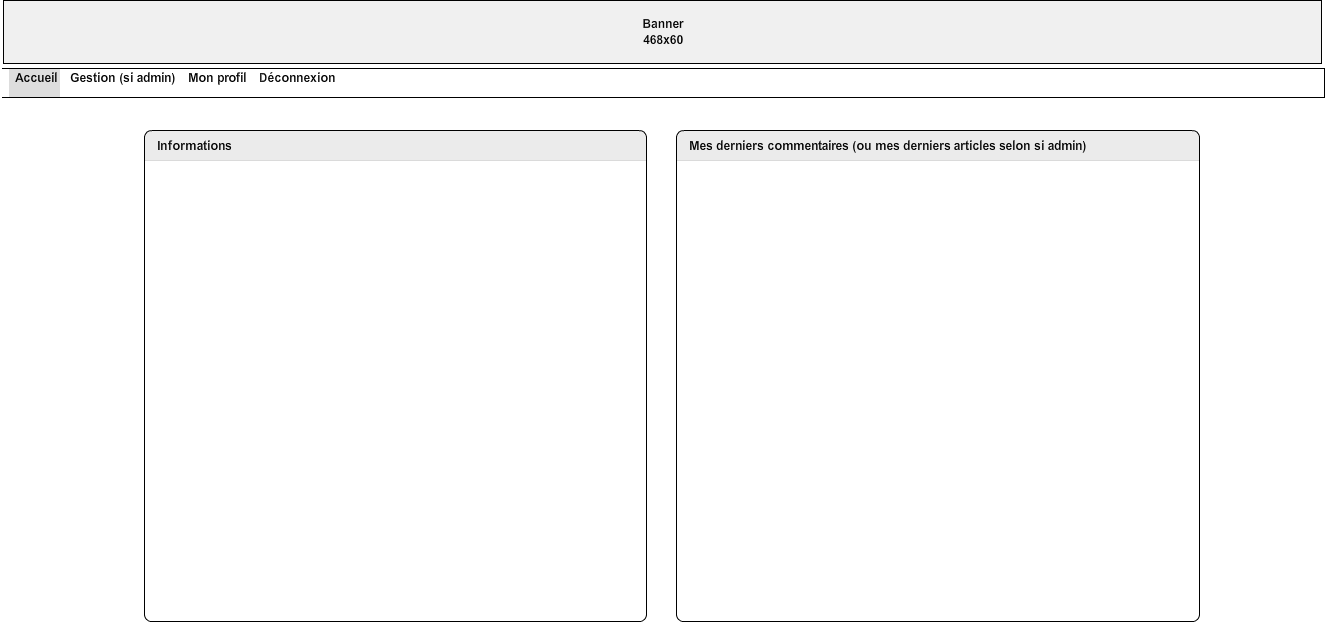 Banner
468x60
Accueil Gestion (si admin) Mon profil Déconnexion
Informations
Mes derniers commentaires (ou mes derniers articles selon si admin)